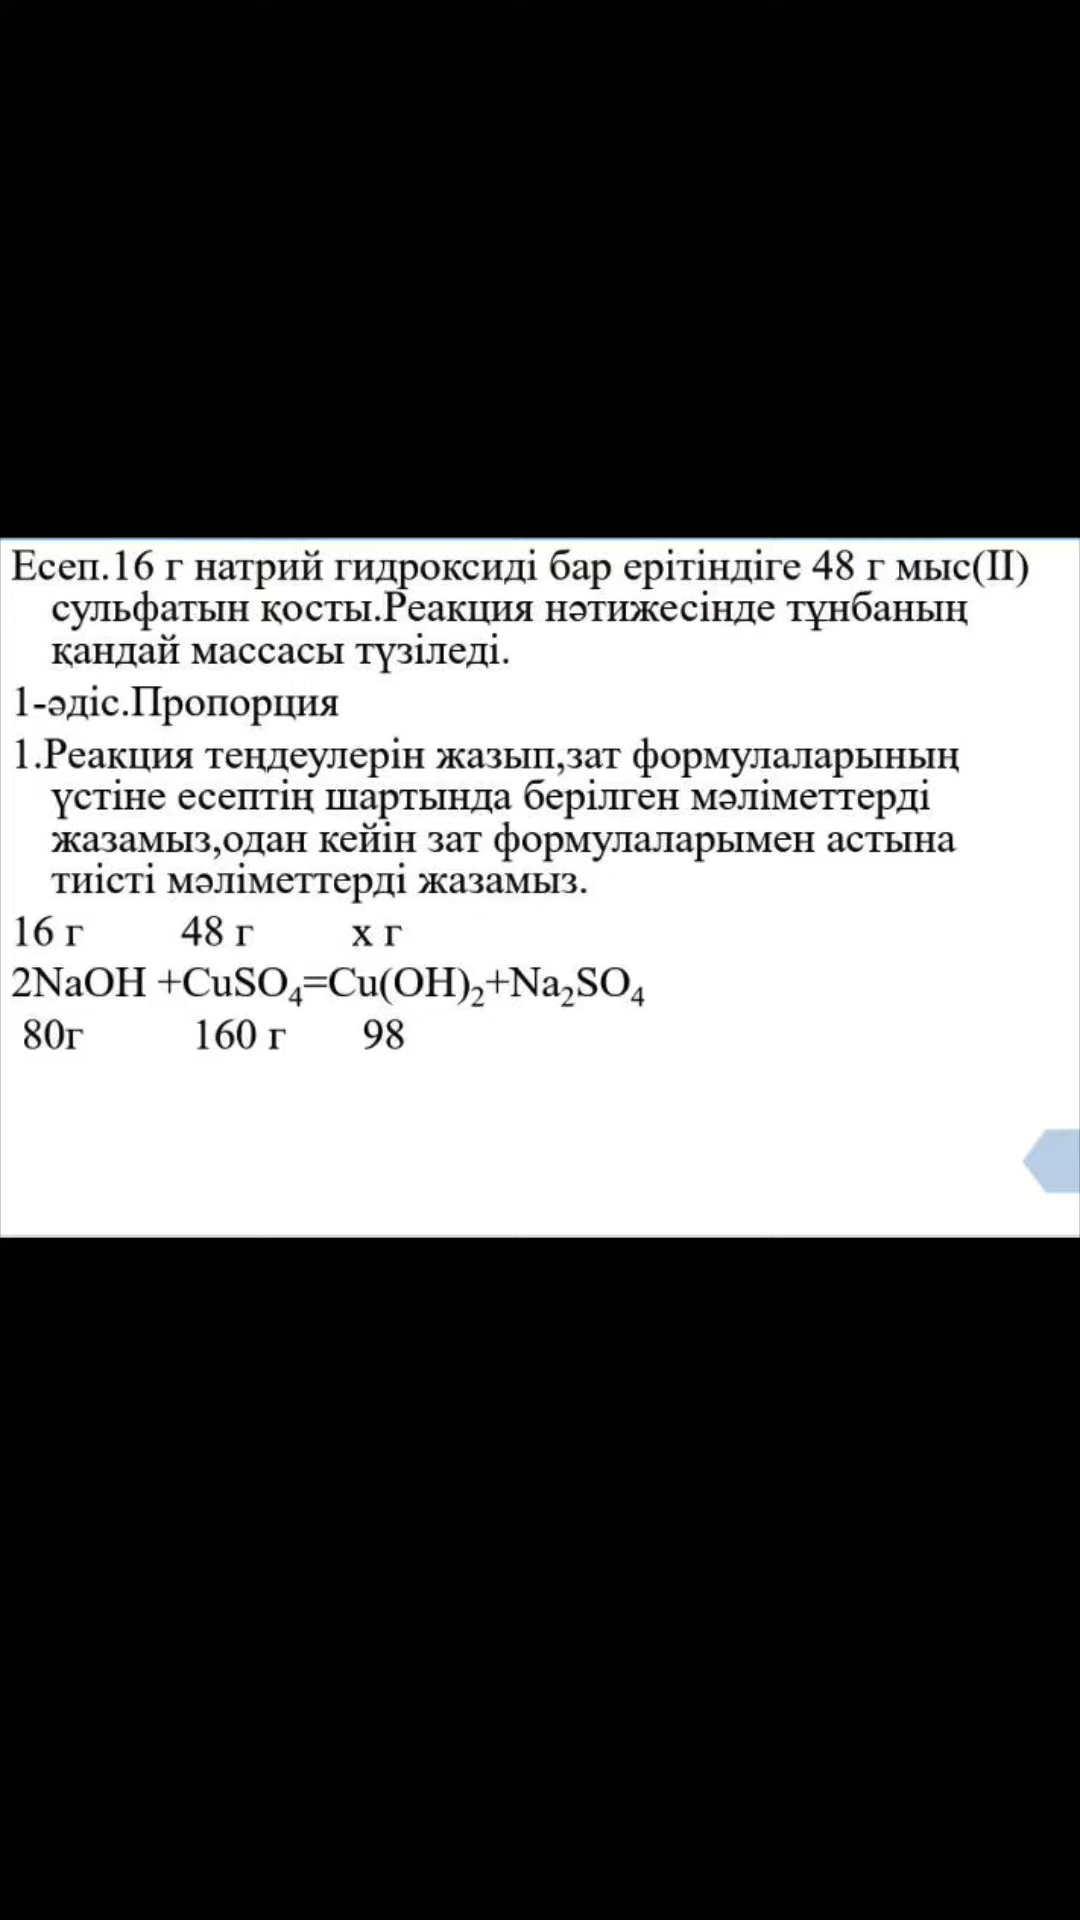 Есеп.16 г натрий гидроксиді бар ерітіндіге 48 г мыс(II)
сульфатын қосты.Реакция нәтижесінде тұнбаның
қандай массасы түзіледі.
1-әдіс.Пропорция
1.Реакция теңдеулерін жазып,зат формулаларының
үстіне есептің шартында берілген мәліметтерді
жазамыз,одан кейін зат формулаларымен астына
тиісті мәліметтерді жазамыз.
16 г 48 г х г
2NaOH +CuSO₄=Cu(OH)₂+Na₂SO₄
80г 160 г 98